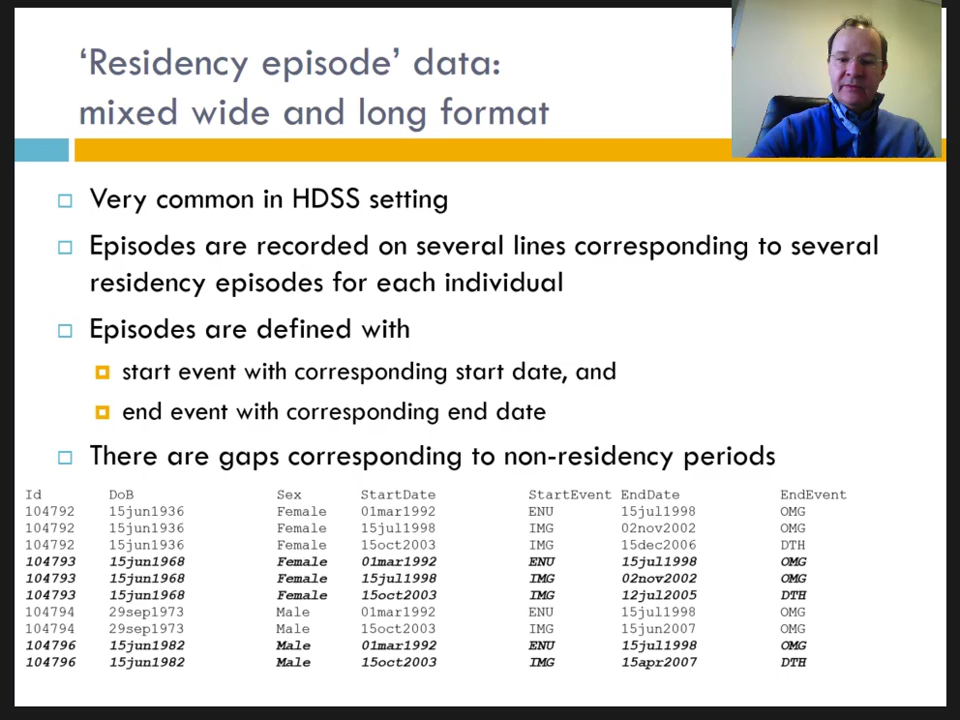 ‘Residency episode’ data:
mixed wide and long format
Very common in HDSS setting
Episodes are recorded on several lines corresponding to several
residency episodes for each individual
Episodes are defined with
start event with corresponding start date, and
end event with corresponding end date
There are gaps corresponding to non-residency periods
Id DoB Sex StartDate StartEvent EndDate EndEvent
104792 15jun1936 Female 01mar1992 ENU 15jul1998 OMG
104792 15jun1936 Female 15jul1998 IMG 02nov2002 OMG
104792 15jun1936 Female 15oct2003 IMG 15dec2006 DTH
104793 15jun1968 Female 01mar1992 ENU 15jul1998 OMG
104793 15jun1968 Female 15jul1998 IMG 02nov2002 OMG
104793 15jun1968 Female 15oct2003 IMG 12jul2005 DTH
104794 29sep1973 Male 01mar1992 ENU 15jul1998 OMG
104794 29sep1973 Male 15oct2003 IMG 15jun2007 OMG
104796 15jun1982 Male 01mar1992 ENU 15jul1998 OMG
104796 15jun1982 Male 15oct2003 IMG 15apr2007 DTH